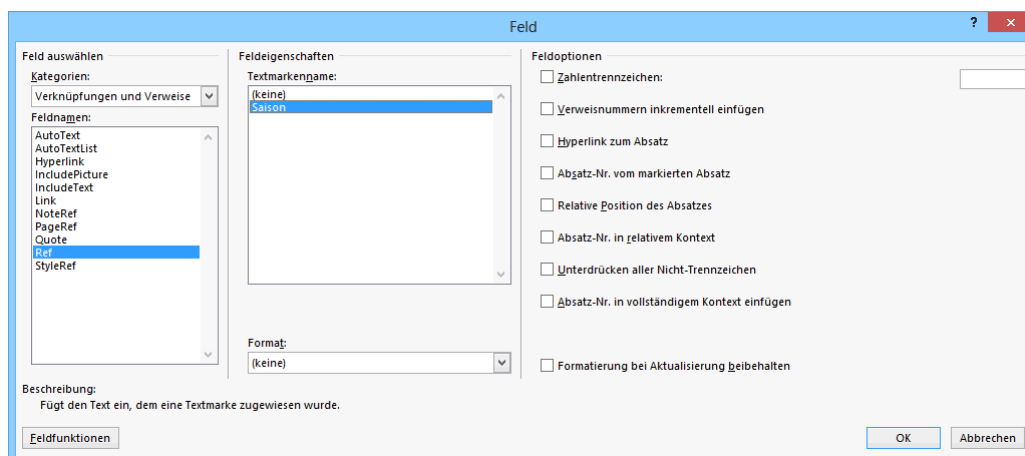 Feld
Feld auswählen
Kategorien:
Verknüpfungen und Verweise
Feldnamen:
AutoText
AutoTextList
Hyperlink
IncludePicture
IncludeText
Link
NoteRef
PageRef
Quote
Ref
StyleRef
Feldeigenschaften
Textmarkenname:
(keine)
Saison
Format:
(keine)
Feldoptionen
Zahlentrennzeichen:
Verweisnummern inkrementell einfügen
Hyperlink zum Absatz
Absatz-Nr. vom markierten Absatz
Relative Position des Absatzes
Absatz-Nr. in relativem Kontext
Unterdrücken aller Nicht-Trennzeichen
Absatz-Nr. in vollständigem Kontext einfügen
Formatierung bei Aktualisierung beibehalten
Beschreibung:
Fügt den Text ein, dem eine Textmarke zugewiesen wurde.
Feldfunktionen
OK
Abbrechen